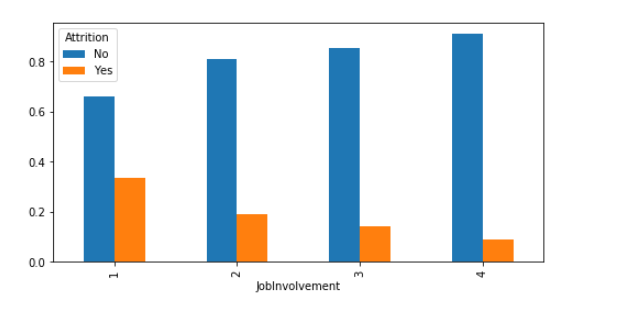 Attrition
No
Yes
0.8
0.6
0.4
0.2
0.0
1
2
3
4
JobInvolvement